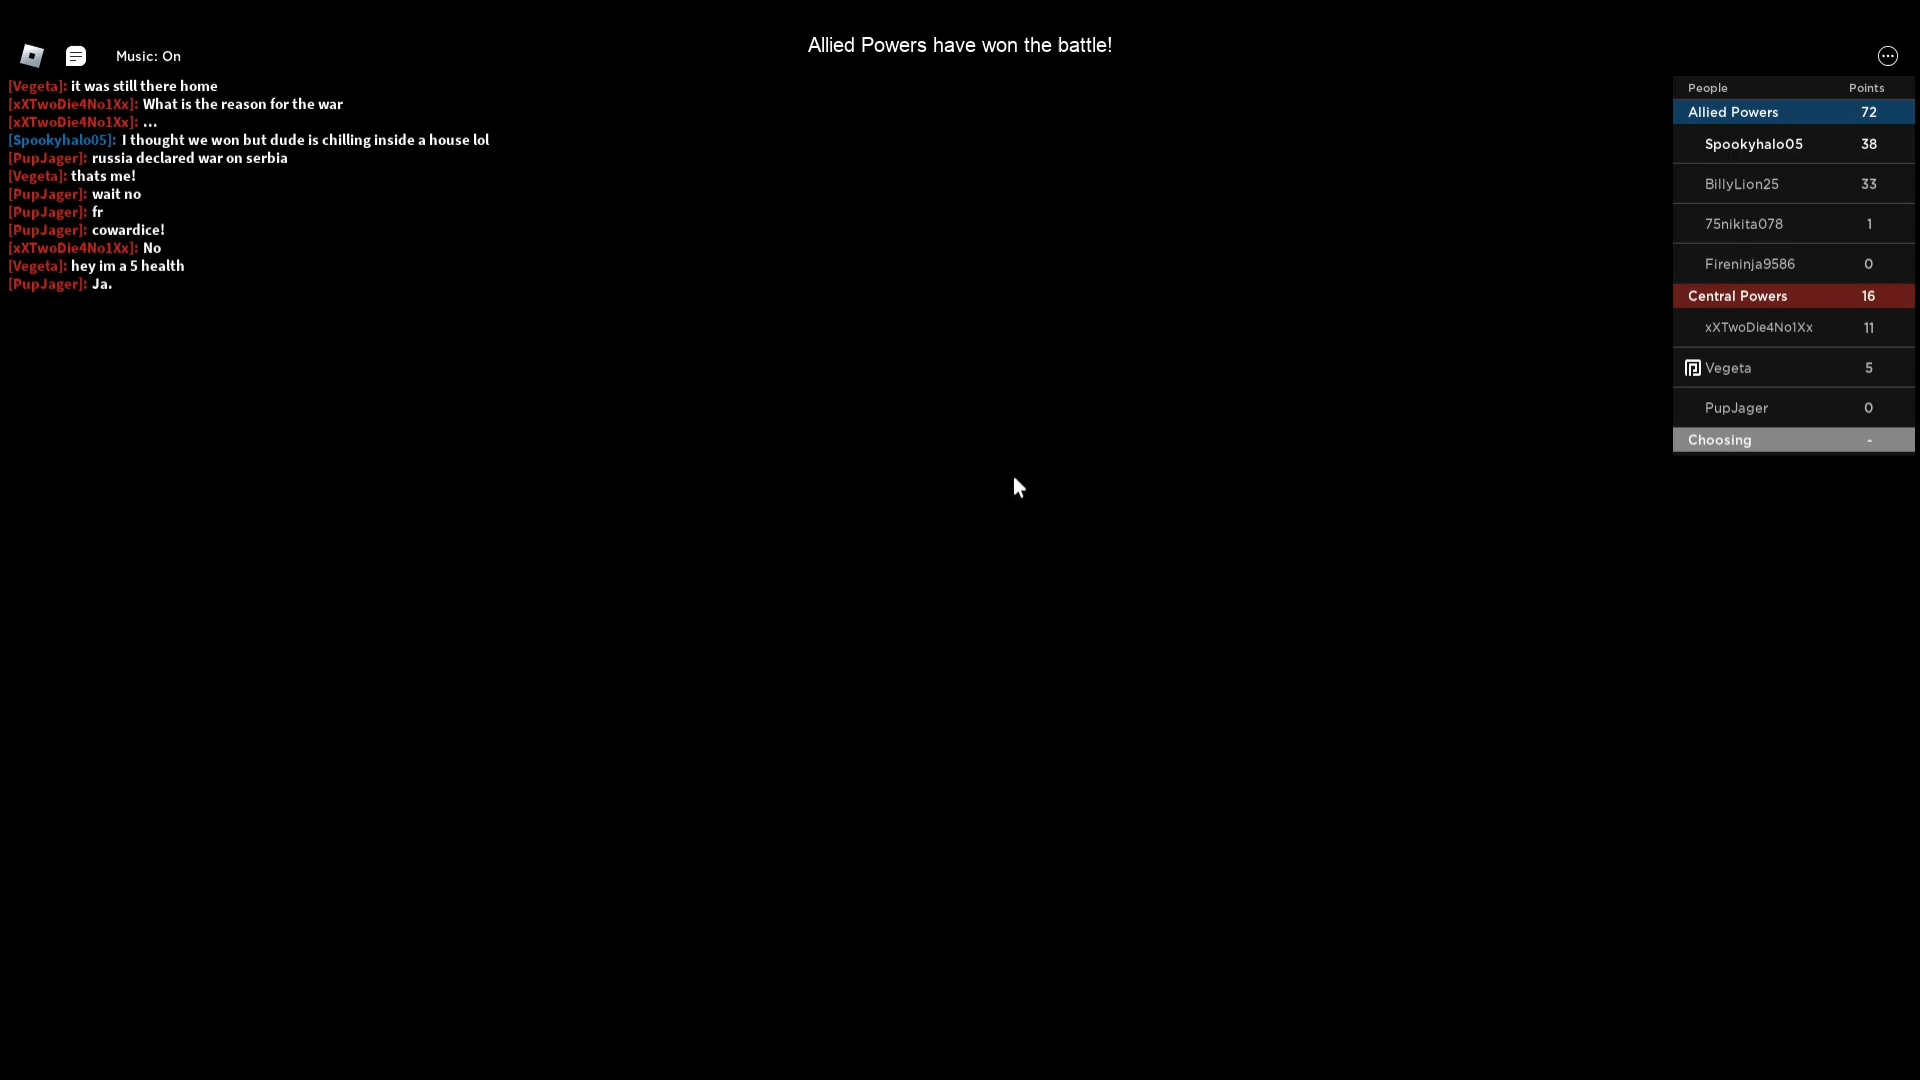 Allied Powers have won the battle!
Music: On
[Vegeta]: it was still there home
[xXTwoDie4No1Xx]: What is the reason for the war
[xXTwoDie4No1Xx]: ...
[Spookyhalo05]: I thought we won but dude is chilling inside a house lol
[PupJager]: russia declared war on serbia
[Vegeta]: thats me!
[PupJager]: wait no
[PupJager]: fr
[PupJager]: cowardice!
[xXTwoDie4No1Xx]: No
[Vegeta]: hey im a 5 health
[PupJager]: Ja.
People Points
Allied Powers 72
Spookyhalo05 38
BillyLion25 33
75nikita078 1
Fireninja9586 0
Central Powers 16
xXTwoDie4No1Xx 11
Vegeta 5
PupJager 0
Choosing -